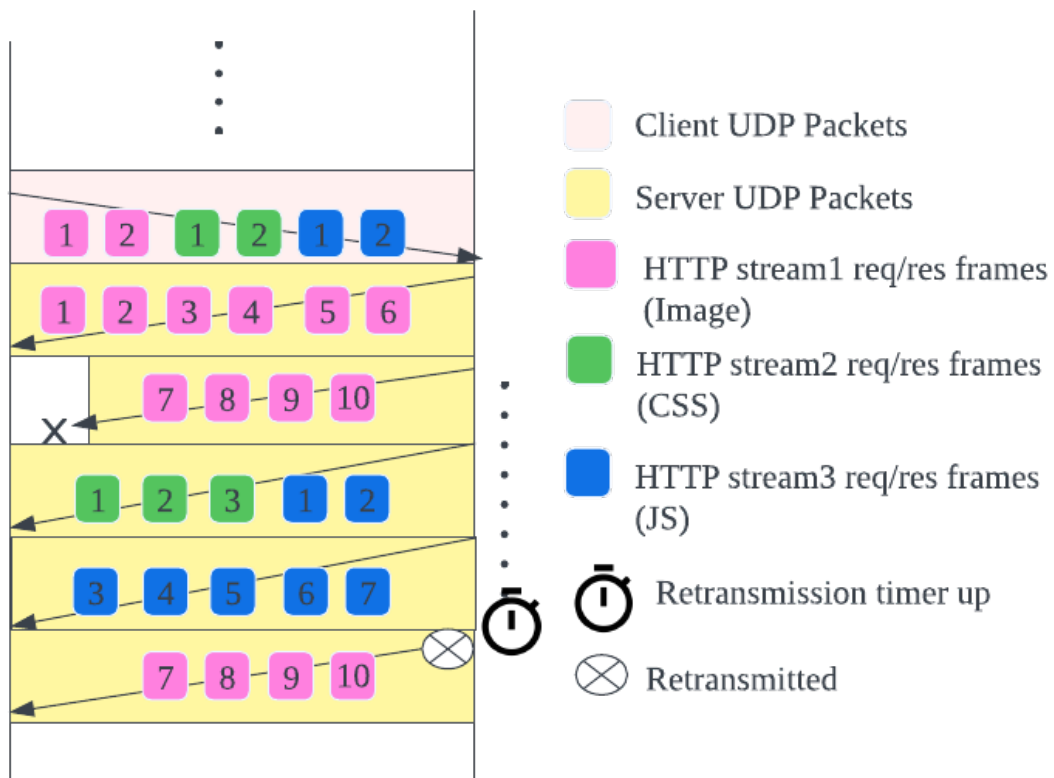 1 2 1 2 1 2
1 2 3 4 5 6
7 8 9 10
X
1 2 3 1 2
3 4 5 6 7
7 8 9 10
Client UDP Packets
Server UDP Packets
HTTP stream1 req/res frames
(Image)
HTTP stream2 req/res frames
(CSS)
HTTP stream3 req/res frames
(JS)
Retransmission timer up
Retransmitted